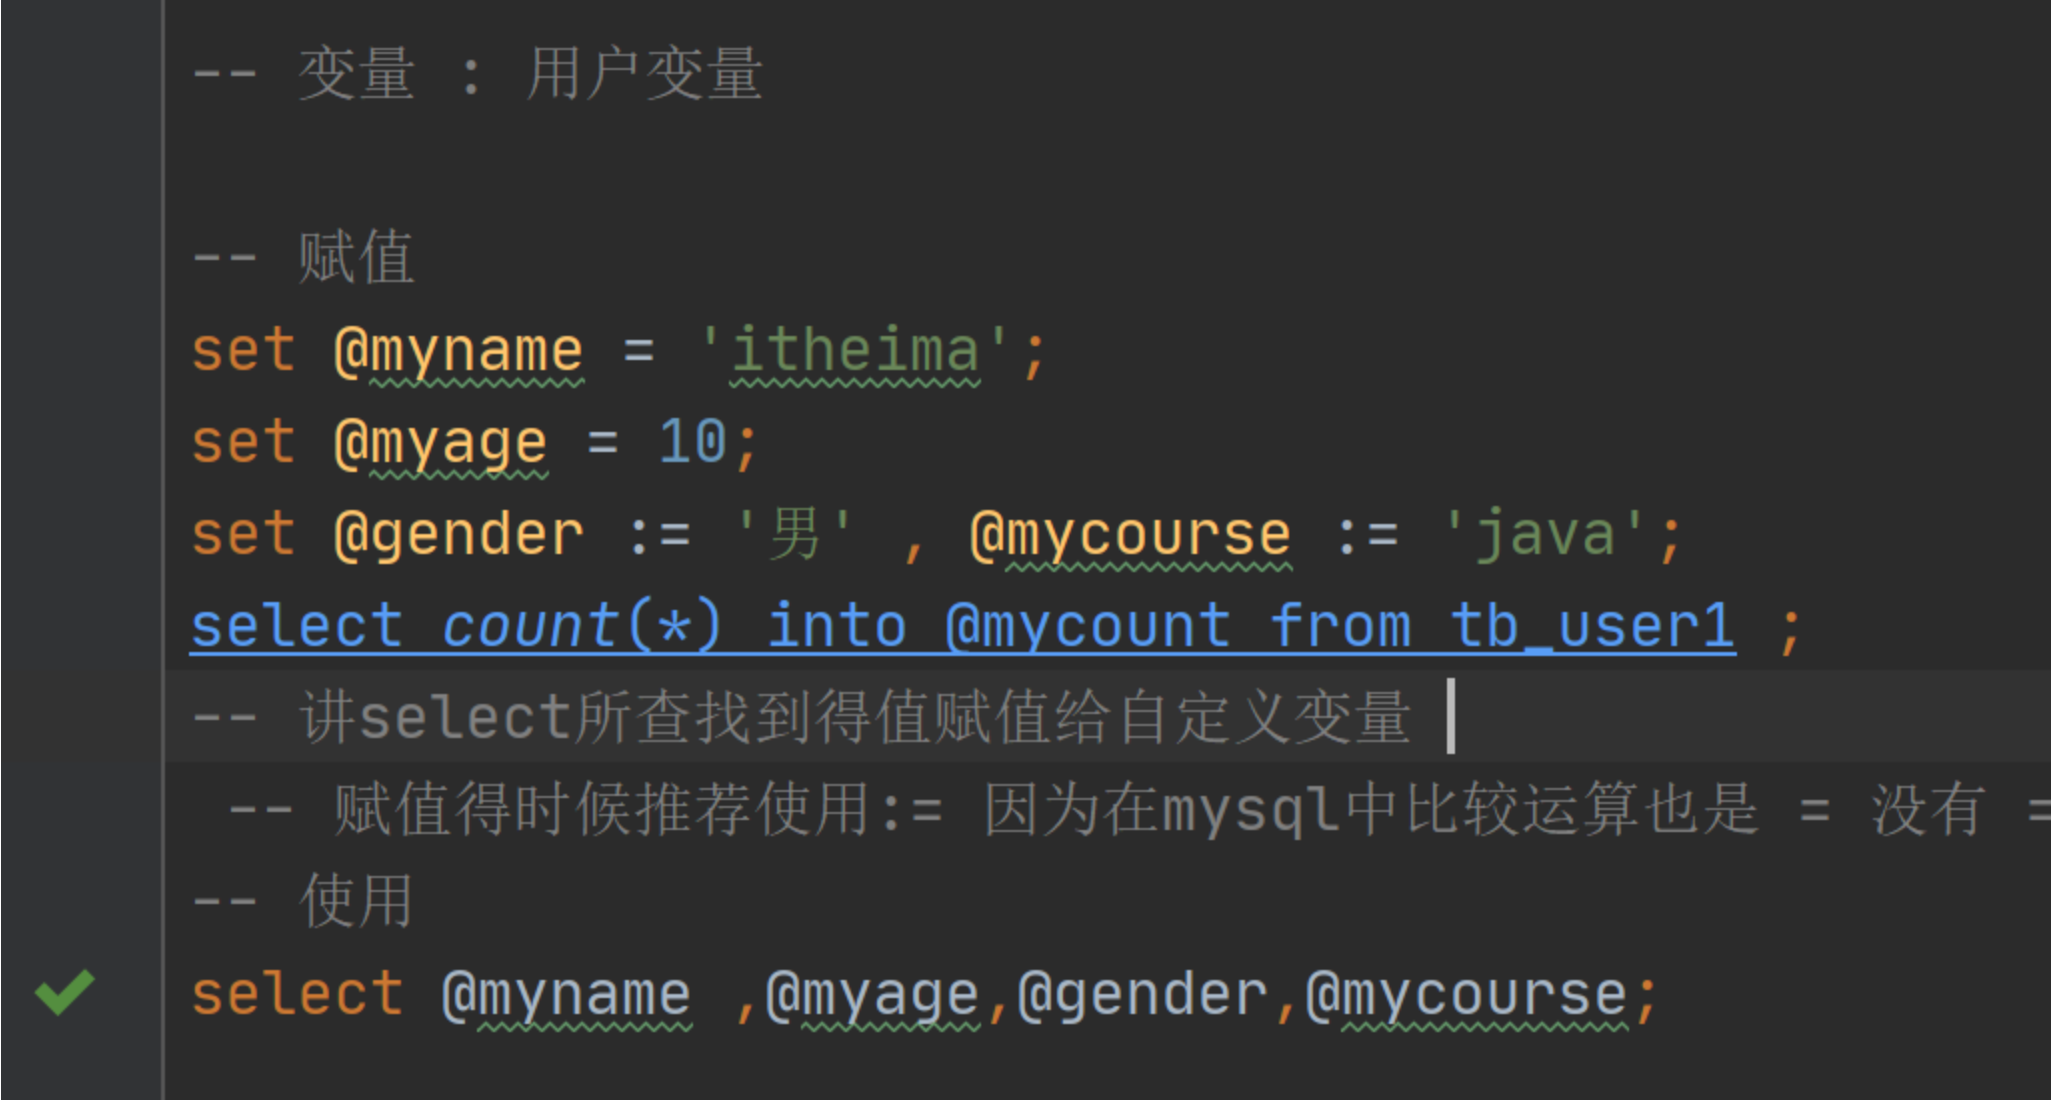 -- 变量 : 用户变量
-- 赋值
set @myname = 'itheima';
set @myage = 10;
set @gender := '男' , @mycourse := 'java';
select count(*) into @mycount from tb_user1 ;
-- 讲select所查找到得值赋值给自定义变量
-- 赋值得时候推荐使用:= 因为在mysql中比较运算也是 = 没有 =
-- 使用
select @myname ,@myage,@gender,@mycourse;